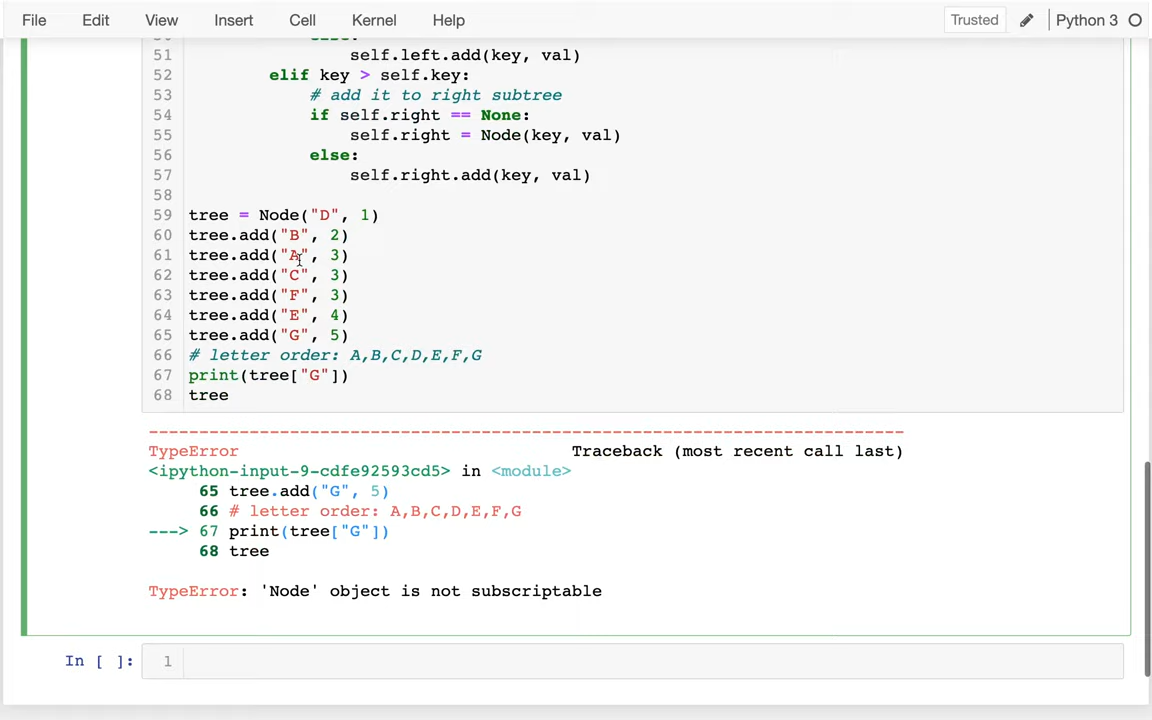 File Edit View Insert Cell Kernel Help Trusted Python 3
51 self.left.add(key, val)
52 elif key > self.key:
53 # add it to right subtree
54 if self.right == None:
55 self.right = Node(key, val)
56 else:
57 self.right.add(key, val)
58
59 tree = Node("D", 1)
60 tree.add("B", 2)
61 tree.add("A", 3)
62 tree.add("C", 3)
63 tree.add("F", 3)
64 tree.add("E", 4)
65 tree.add("G", 5)
66 # letter order: A,B,C,D,E,F,G
67 print(tree["G"])
68 tree
---------------------------------------------------------------------------
TypeError Traceback (most recent call last)
<ipython-input-9-cdfe92593cd5> in <module>
65 tree.add("G", 5)
66 # letter order: A,B,C,D,E,F,G
---> 67 print(tree["G"])
68 tree
TypeError: 'Node' object is not subscriptable
In [ ]: 1